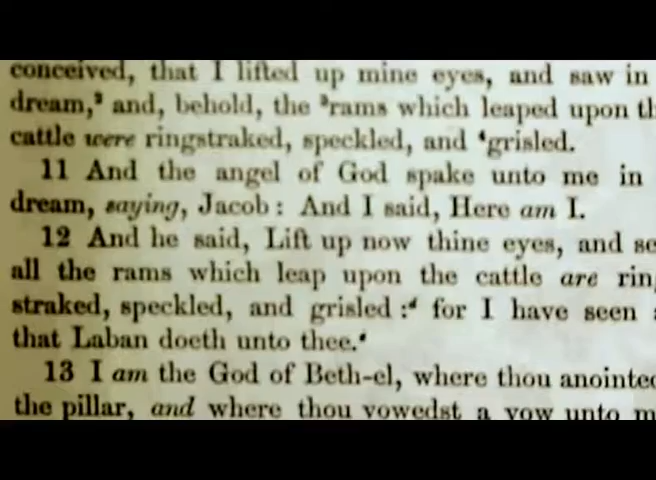 conceived, that I lifted up mine eyes, and saw in
dream,³ and, behold, the ³rams which leaped upon
cattle were ringstraked, speckled, and ⁴grisled.
11 And the angel of God spake unto me in
dream, saying, Jacob: And I said, Here am I.
12 And he said, Lift up now thine eyes, and
all the rams which leap upon the cattle are
straked, speckled, and grisled:ᵈ for I have seen
that Laban doeth unto thee.ᵉ
13 I am the God of Beth-el, where thou anointed
the pillar, and where thou vowedst a vow unto